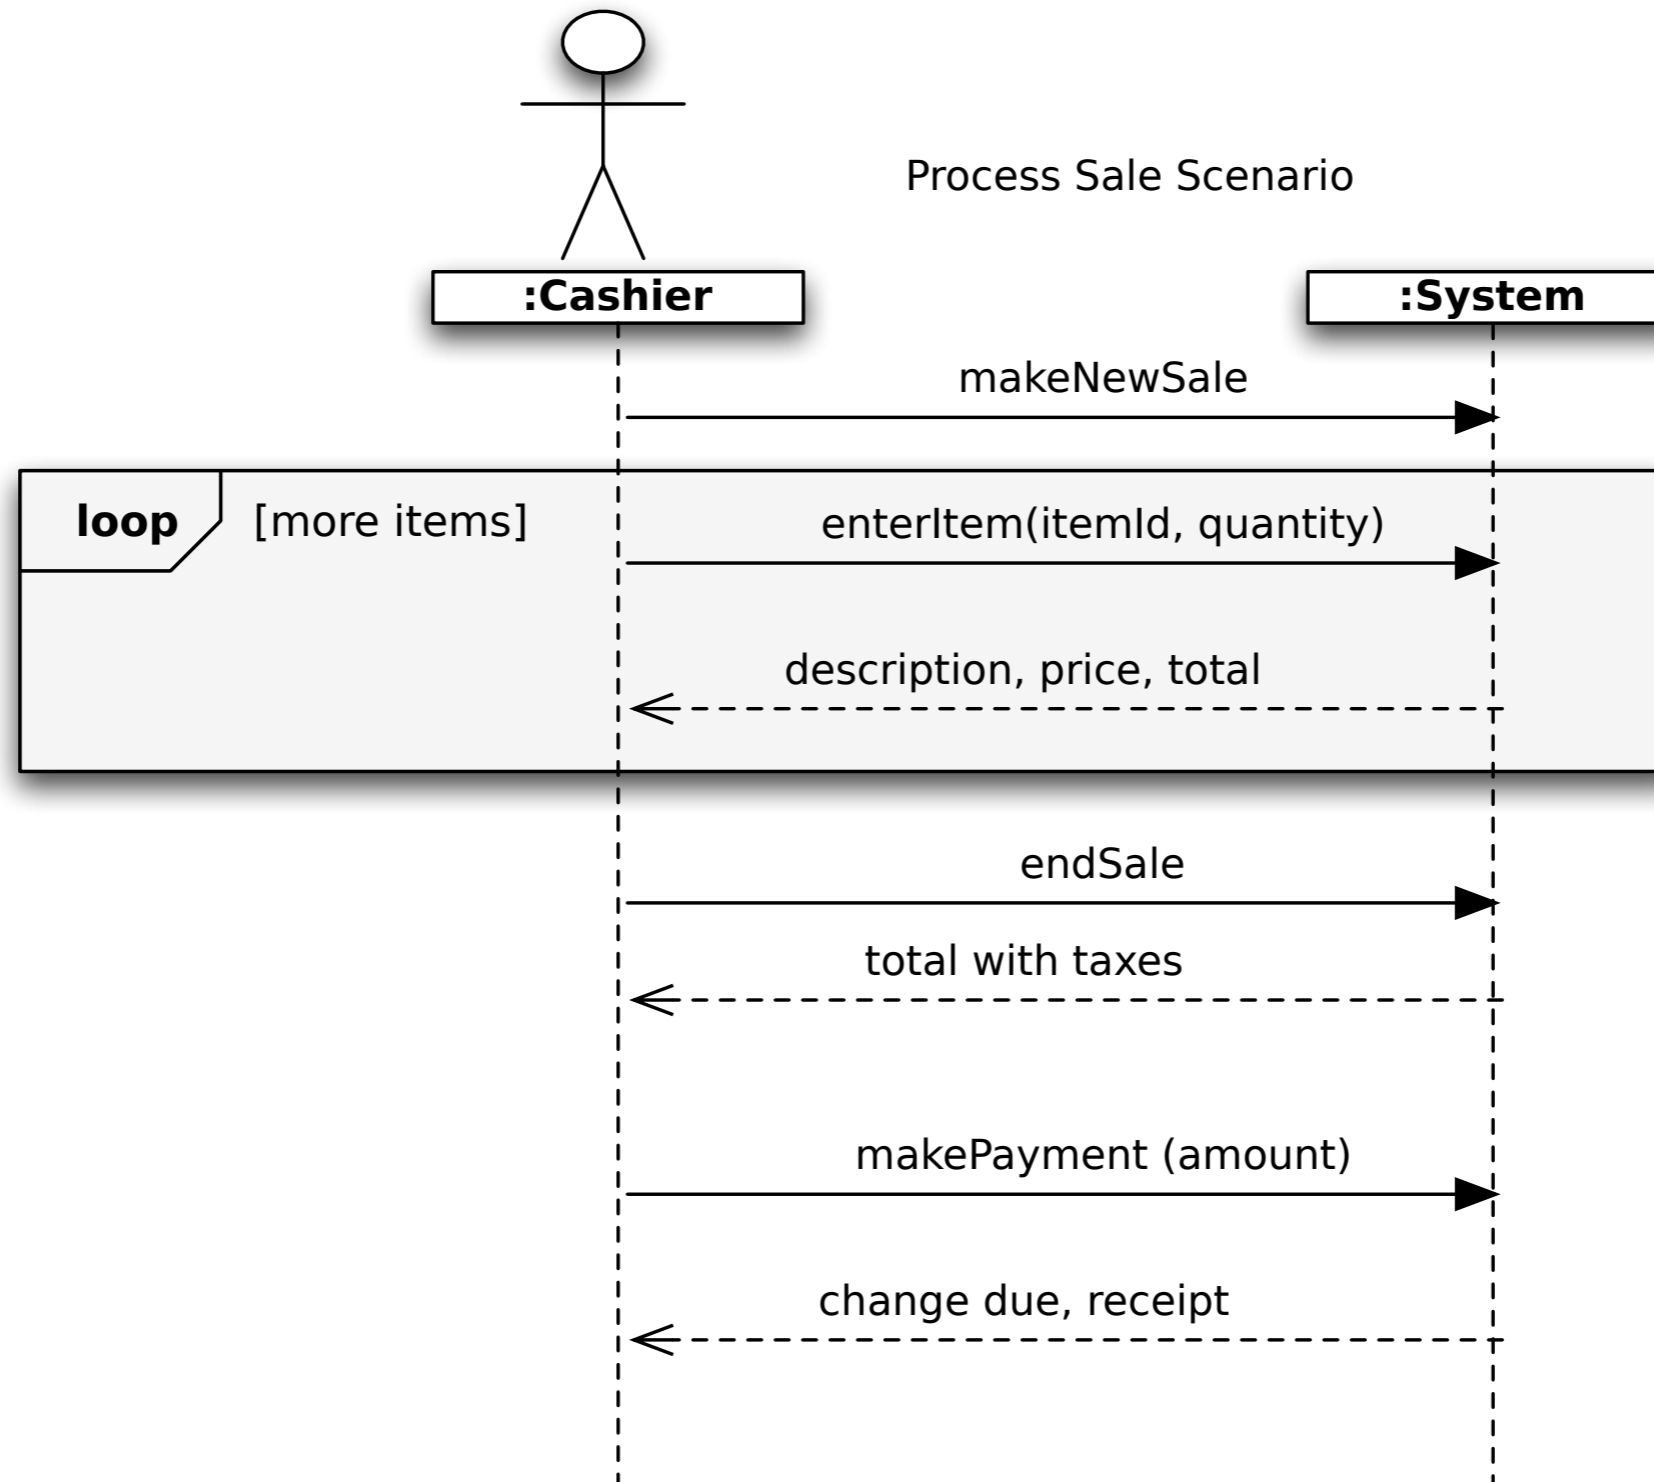 Process Sale Scenario
:Cashier
:System
makeNewSale
loop
[more items]
enterItem(itemId, quantity)
description, price, total
endSale
total with taxes
makePayment (amount)
change due, receipt